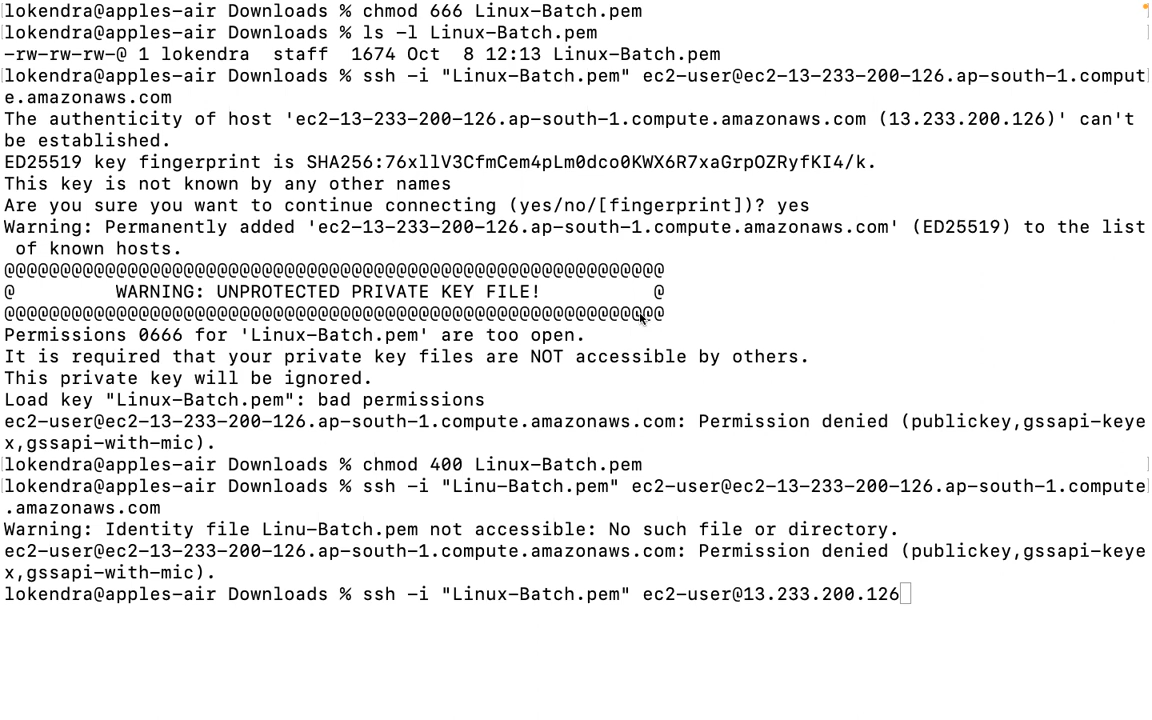 lokendra@apples-air Downloads % chmod 666 Linux-Batch.pem
lokendra@apples-air Downloads % ls -l Linux-Batch.pem
-rw-rw-rw-@ 1 lokendra  staff  1674 Oct  8 12:13 Linux-Batch.pem
lokendra@apples-air Downloads % ssh -i "Linux-Batch.pem" ec2-user@ec2-13-233-200-126.ap-south-1.comput
e.amazonaws.com
The authenticity of host 'ec2-13-233-200-126.ap-south-1.compute.amazonaws.com (13.233.200.126)' can't
be established.
ED25519 key fingerprint is SHA256:76xllV3CfmCem4pLm0dco0KWX6R7xaGrpOZRyfKI4/k.
This key is not known by any other names
Are you sure you want to continue connecting (yes/no/[fingerprint])? yes
Warning: Permanently added 'ec2-13-233-200-126.ap-south-1.compute.amazonaws.com' (ED25519) to the list
 of known hosts.
@@@@@@@@@@@@@@@@@@@@@@@@@@@@@@@@@@@@@@@@@@@@@@@@@@@@@@@@@@@
@         WARNING: UNPROTECTED PRIVATE KEY FILE!          @
@@@@@@@@@@@@@@@@@@@@@@@@@@@@@@@@@@@@@@@@@@@@@@@@@@@@@@@@@@@
Permissions 0666 for 'Linux-Batch.pem' are too open.
It is required that your private key files are NOT accessible by others.
This private key will be ignored.
Load key "Linux-Batch.pem": bad permissions
ec2-user@ec2-13-233-200-126.ap-south-1.compute.amazonaws.com: Permission denied (publickey,gssapi-keye
x,gssapi-with-mic).
lokendra@apples-air Downloads % chmod 400 Linux-Batch.pem
lokendra@apples-air Downloads % ssh -i "Linu-Batch.pem" ec2-user@ec2-13-233-200-126.ap-south-1.compute
.amazonaws.com
Warning: Identity file Linu-Batch.pem not accessible: No such file or directory.
ec2-user@ec2-13-233-200-126.ap-south-1.compute.amazonaws.com: Permission denied (publickey,gssapi-keye
x,gssapi-with-mic).
lokendra@apples-air Downloads % ssh -i "Linux-Batch.pem" ec2-user@13.233.200.126